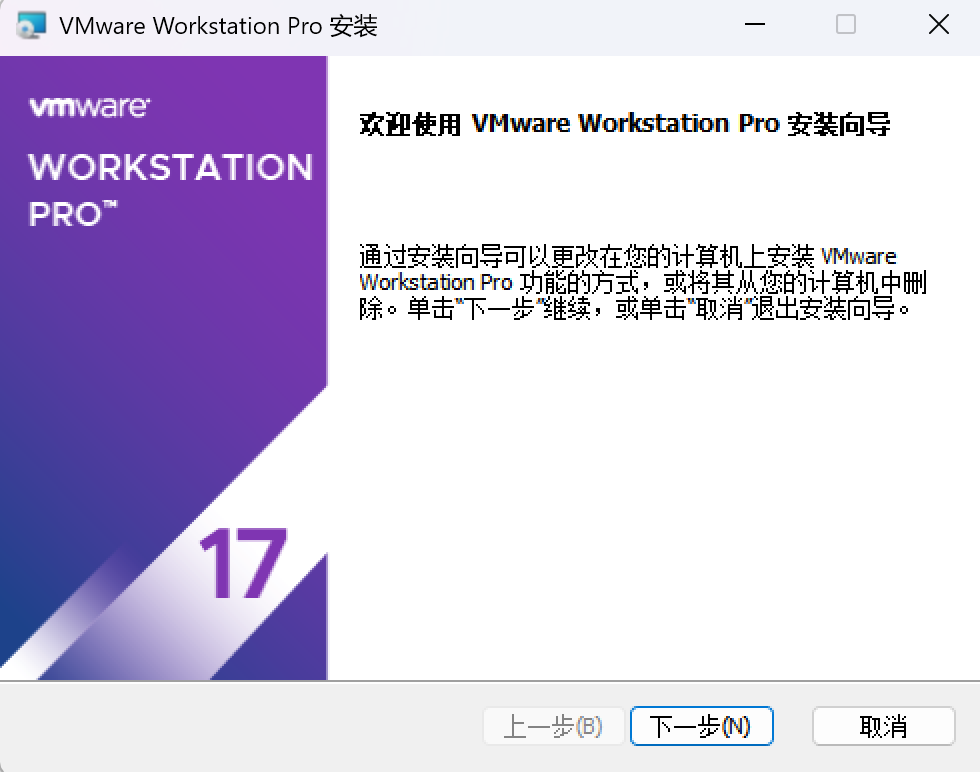 VMware Workstation Pro 安装
vmware
WORKSTATION
PRO™
17
欢迎使用 VMware Workstation Pro 安装向导
通过安装向导可以更改在您的计算机上安装 VMware
Workstation Pro 功能的方式，或将其从您的计算机中删
除。单击“下一步”继续，或单击“取消”退出安装向导。
上一步(B)
下一步(N)
取消